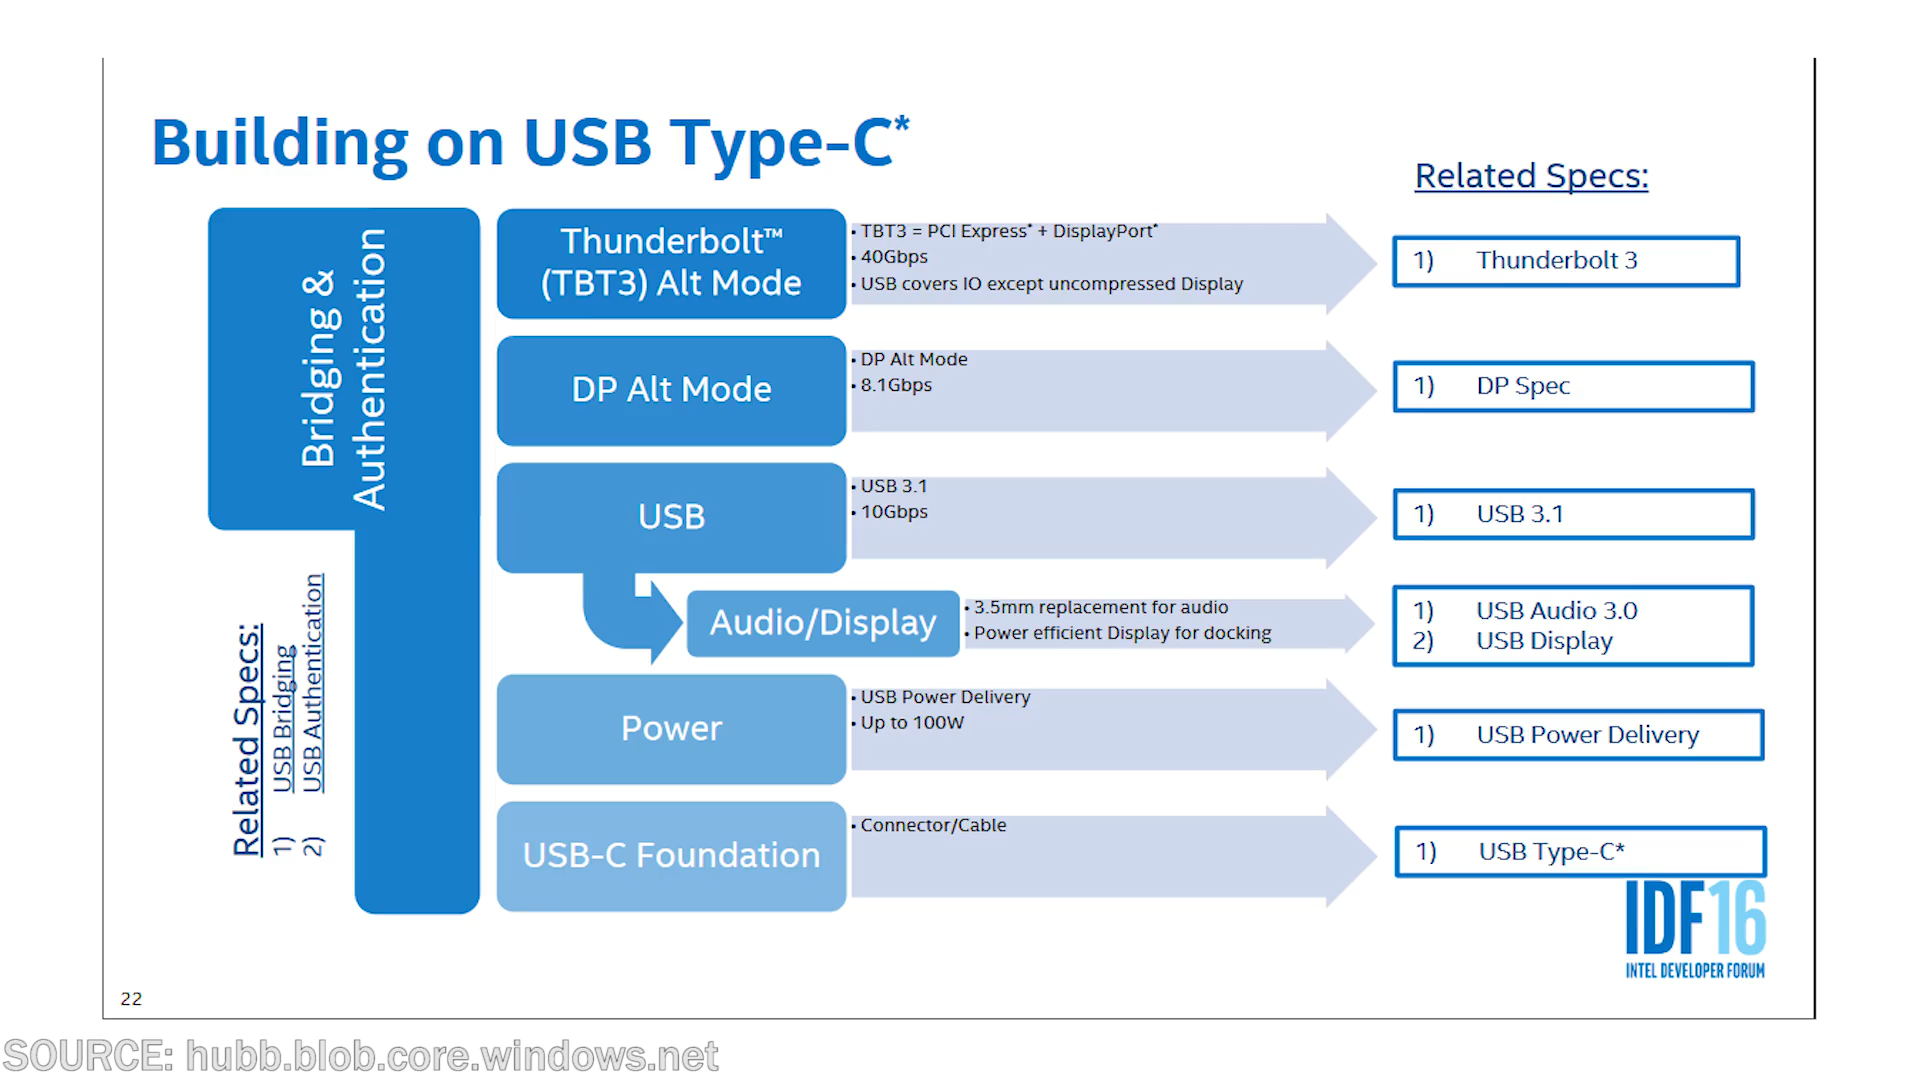 Building on USB Type-C*
Related Specs:
Bridging &
Authentication
Related Specs:
1) USB Bridging
2) USB Authentication
Thunderbolt™
(TBT3) Alt Mode
• TBT3 = PCI Express* + DisplayPort*
• 40Gbps
• USB covers IO except uncompressed Display
1) Thunderbolt 3
DP Alt Mode
• DP Alt Mode
• 8.1Gbps
1) DP Spec
USB
• USB 3.1
• 10Gbps
1) USB 3.1
Audio/Display
• 3.5mm replacement for audio
• Power efficient Display for docking
1) USB Audio 3.0
2) USB Display
Power
• USB Power Delivery
• Up to 100W
1) USB Power Delivery
USB-C Foundation
• Connector/Cable
1) USB Type-C*
IDF16
INTEL DEVELOPER FORUM
22
SOURCE: hubb.blob.core.windows.net